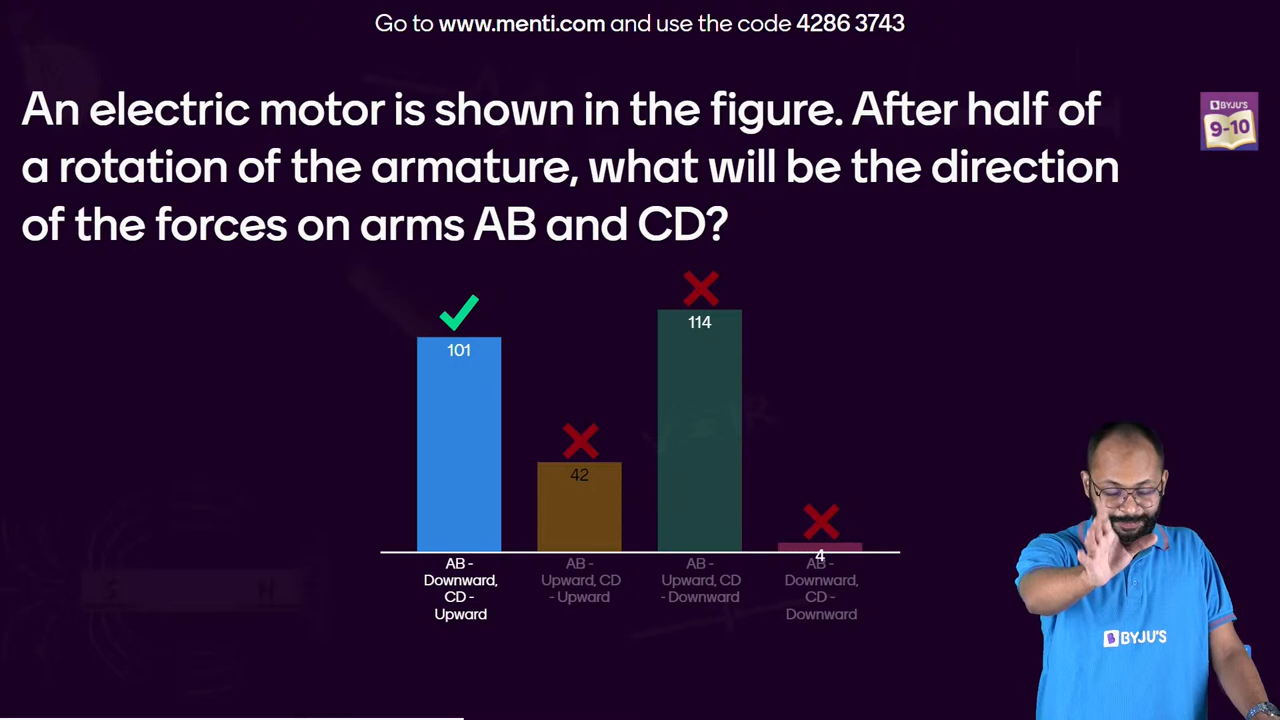 Go to www.menti.com and use the code 4286 3743
An electric motor is shown in the figure. After half of
a rotation of the armature, what will be the direction
of the forces on arms AB and CD?
BYJU'S
9-10
101
42
114
4
AB -
Downward,
CD -
Upward
AB -
Upward, CD
- Upward
AB -
Upward, CD
- Downward
AB -
Downward,
CD -
Downward
BYJU'S